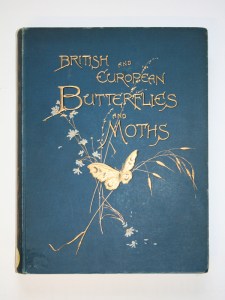 BRITISH AND
EUROPEAN
BUTTERFLIES
AND
MOTHS